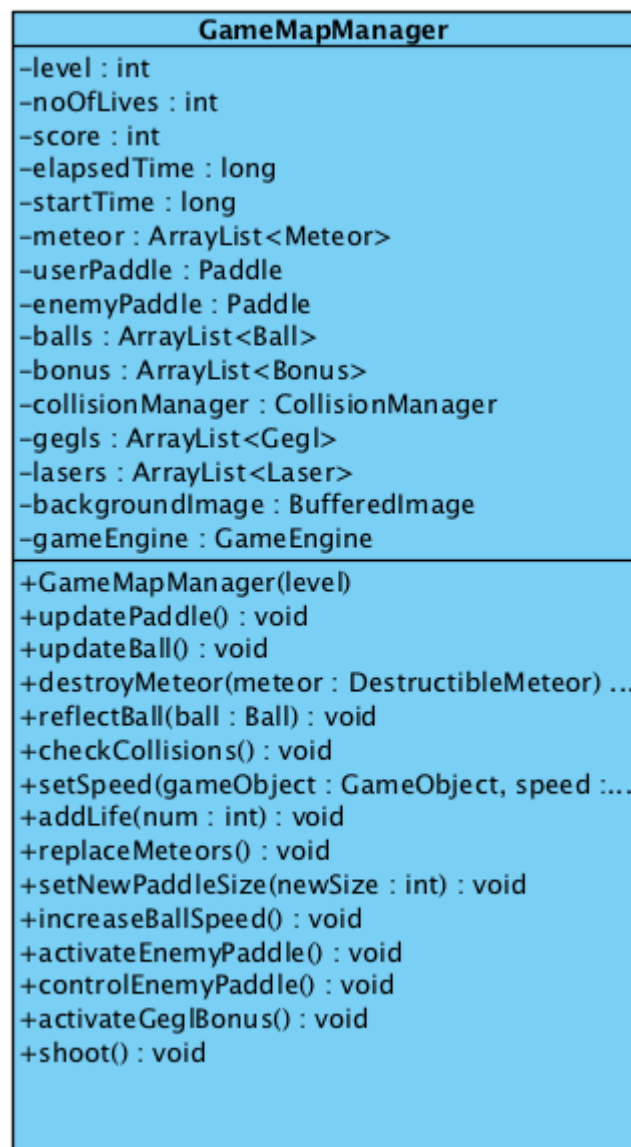 GameMapManager
-level : int
-noOfLives : int
-score : int
-elapsedTime : long
-startTime : long
-meteor : ArrayList<Meteor>
-userPaddle : Paddle
-enemyPaddle : Paddle
-balls : ArrayList<Ball>
-bonus : ArrayList<Bonus>
-collisionManager : CollisionManager
-gegls : ArrayList<Gegl>
-lasers : ArrayList<Laser>
-backgroundImage : BufferedImage
-gameEngine : GameEngine
+GameMapManager(level)
+updatePaddle() : void
+updateBall() : void
+destroyMeteor(meteor : DestructibleMeteor) ...
+reflectBall(ball : Ball) : void
+checkCollisions() : void
+setSpeed(gameObject : GameObject, speed :...
+addLife(num : int) : void
+replaceMeteors() : void
+setNewPaddleSize(newSize : int) : void
+increaseBallSpeed() : void
+activateEnemyPaddle() : void
+controlEnemyPaddle() : void
+activateGeglBonus() : void
+shoot() : void